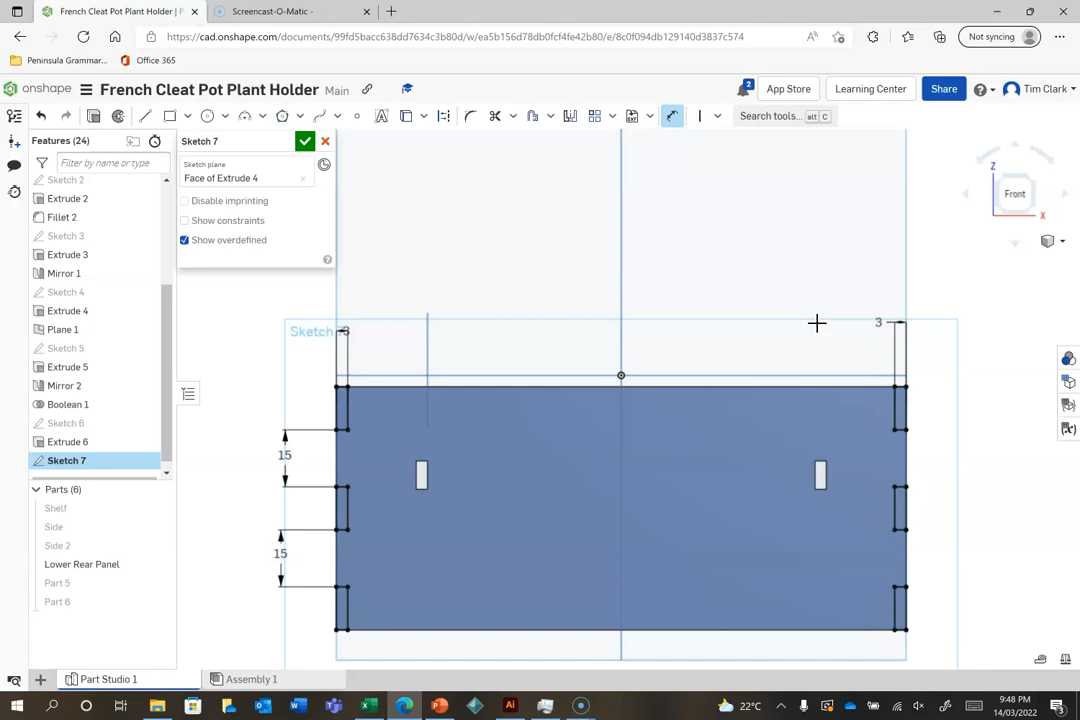 French Cleat Pot Plant Holder |
Screencast-O-Matic -
https://cad.onshape.com/documents/99fd5bacc638dd7634c3b80d/w/ea5b156d78db0fcf4fe42b80/e/8c0f094db129140d3837c574
Not syncing
Peninsula Grammar...
Office 365
onshape
French Cleat Pot Plant Holder
Main
2
App Store
Learning Center
Share
Tim Clark
Search tools...
alt
C
Features (24)
Filter by name or type
Sketch 2
Extrude 2
Fillet 2
Sketch 3
Extrude 3
Mirror 1
Sketch 4
Extrude 4
Plane 1
Sketch 5
Extrude 5
Mirror 2
Boolean 1
Sketch 6
Extrude 6
Sketch 7
Parts (6)
Shelf
Side
Side 2
Lower Rear Panel
Part 5
Part 6
Sketch 7
Sketch plane
Face of Extrude 4
Disable imprinting
Show constraints
Show overdefined
Z
Front
X
Sketch
3
3
15
15
Part Studio 1
Assembly 1
22°C
9:48 PM
14/03/2022